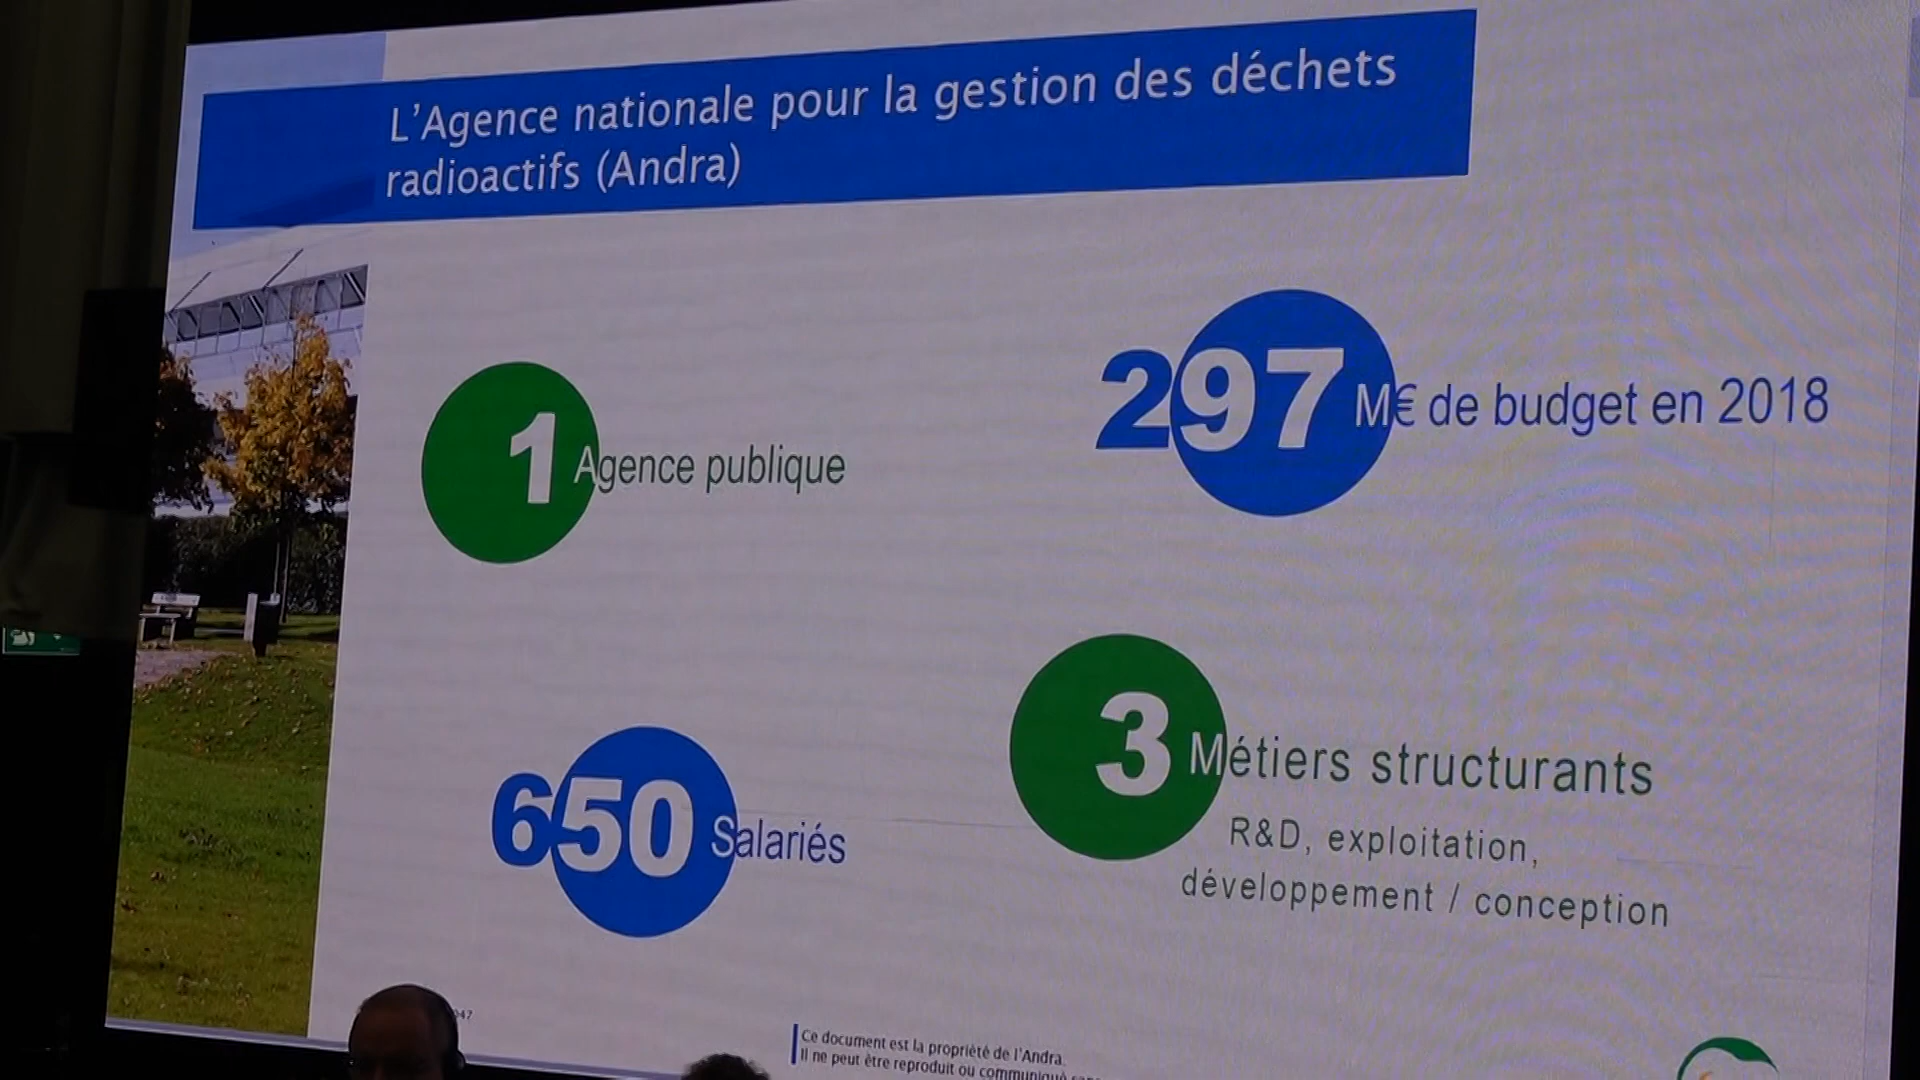 L'Agence nationale pour la gestion des déchets
radioactifs (Andra)
1 Agence publique
297 M€ de budget en 2018
650 Salariés
3 Métiers structurants
R&D, exploitation,
développement / conception
047
Ce document est la propriété de l'Andra.
Il ne peut être reproduit ou communiqué